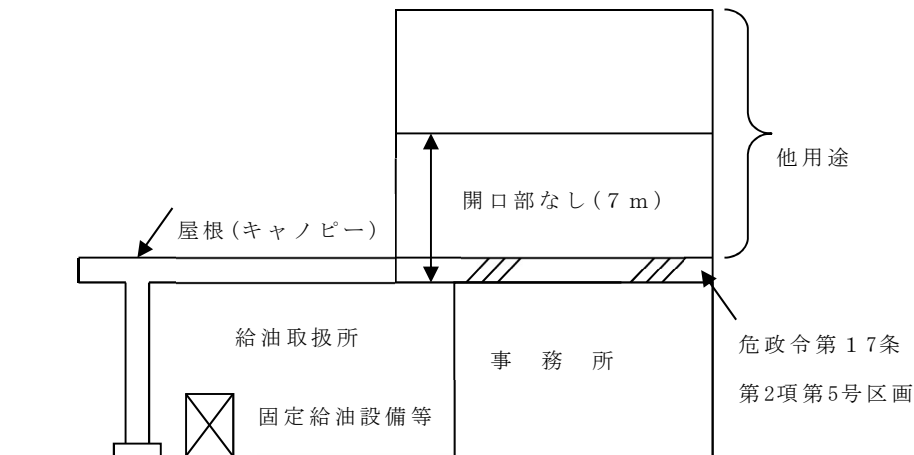 他用途
開口部なし(7m)
屋根(キャノピー)
給油取扱所
事務所
危政令第17条
第2項第5号区画
固定給油設備等